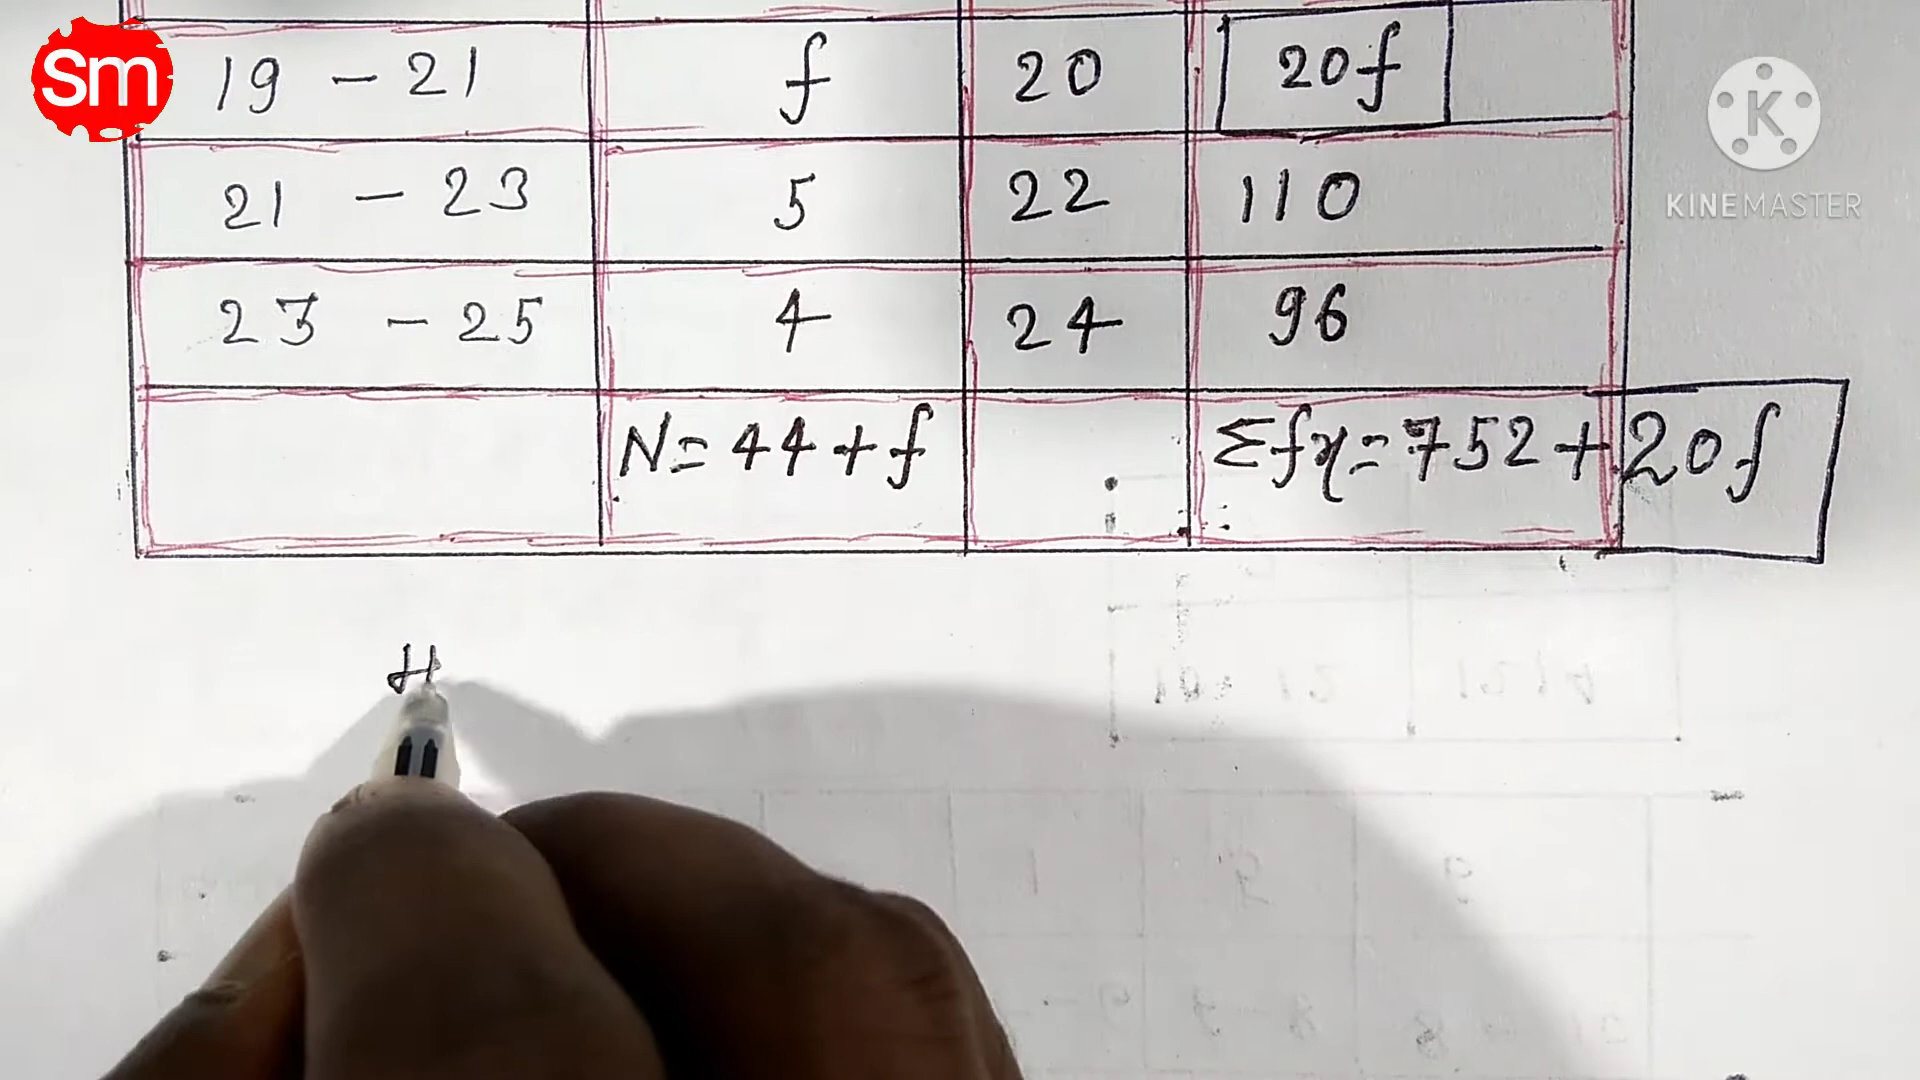 Sm
19 - 21 f 20 20f
K
21 - 23 5 22 110
KINEMASTER
23 - 25 4 24 96
N = 44 + f Σfx = 752 + 20f
H